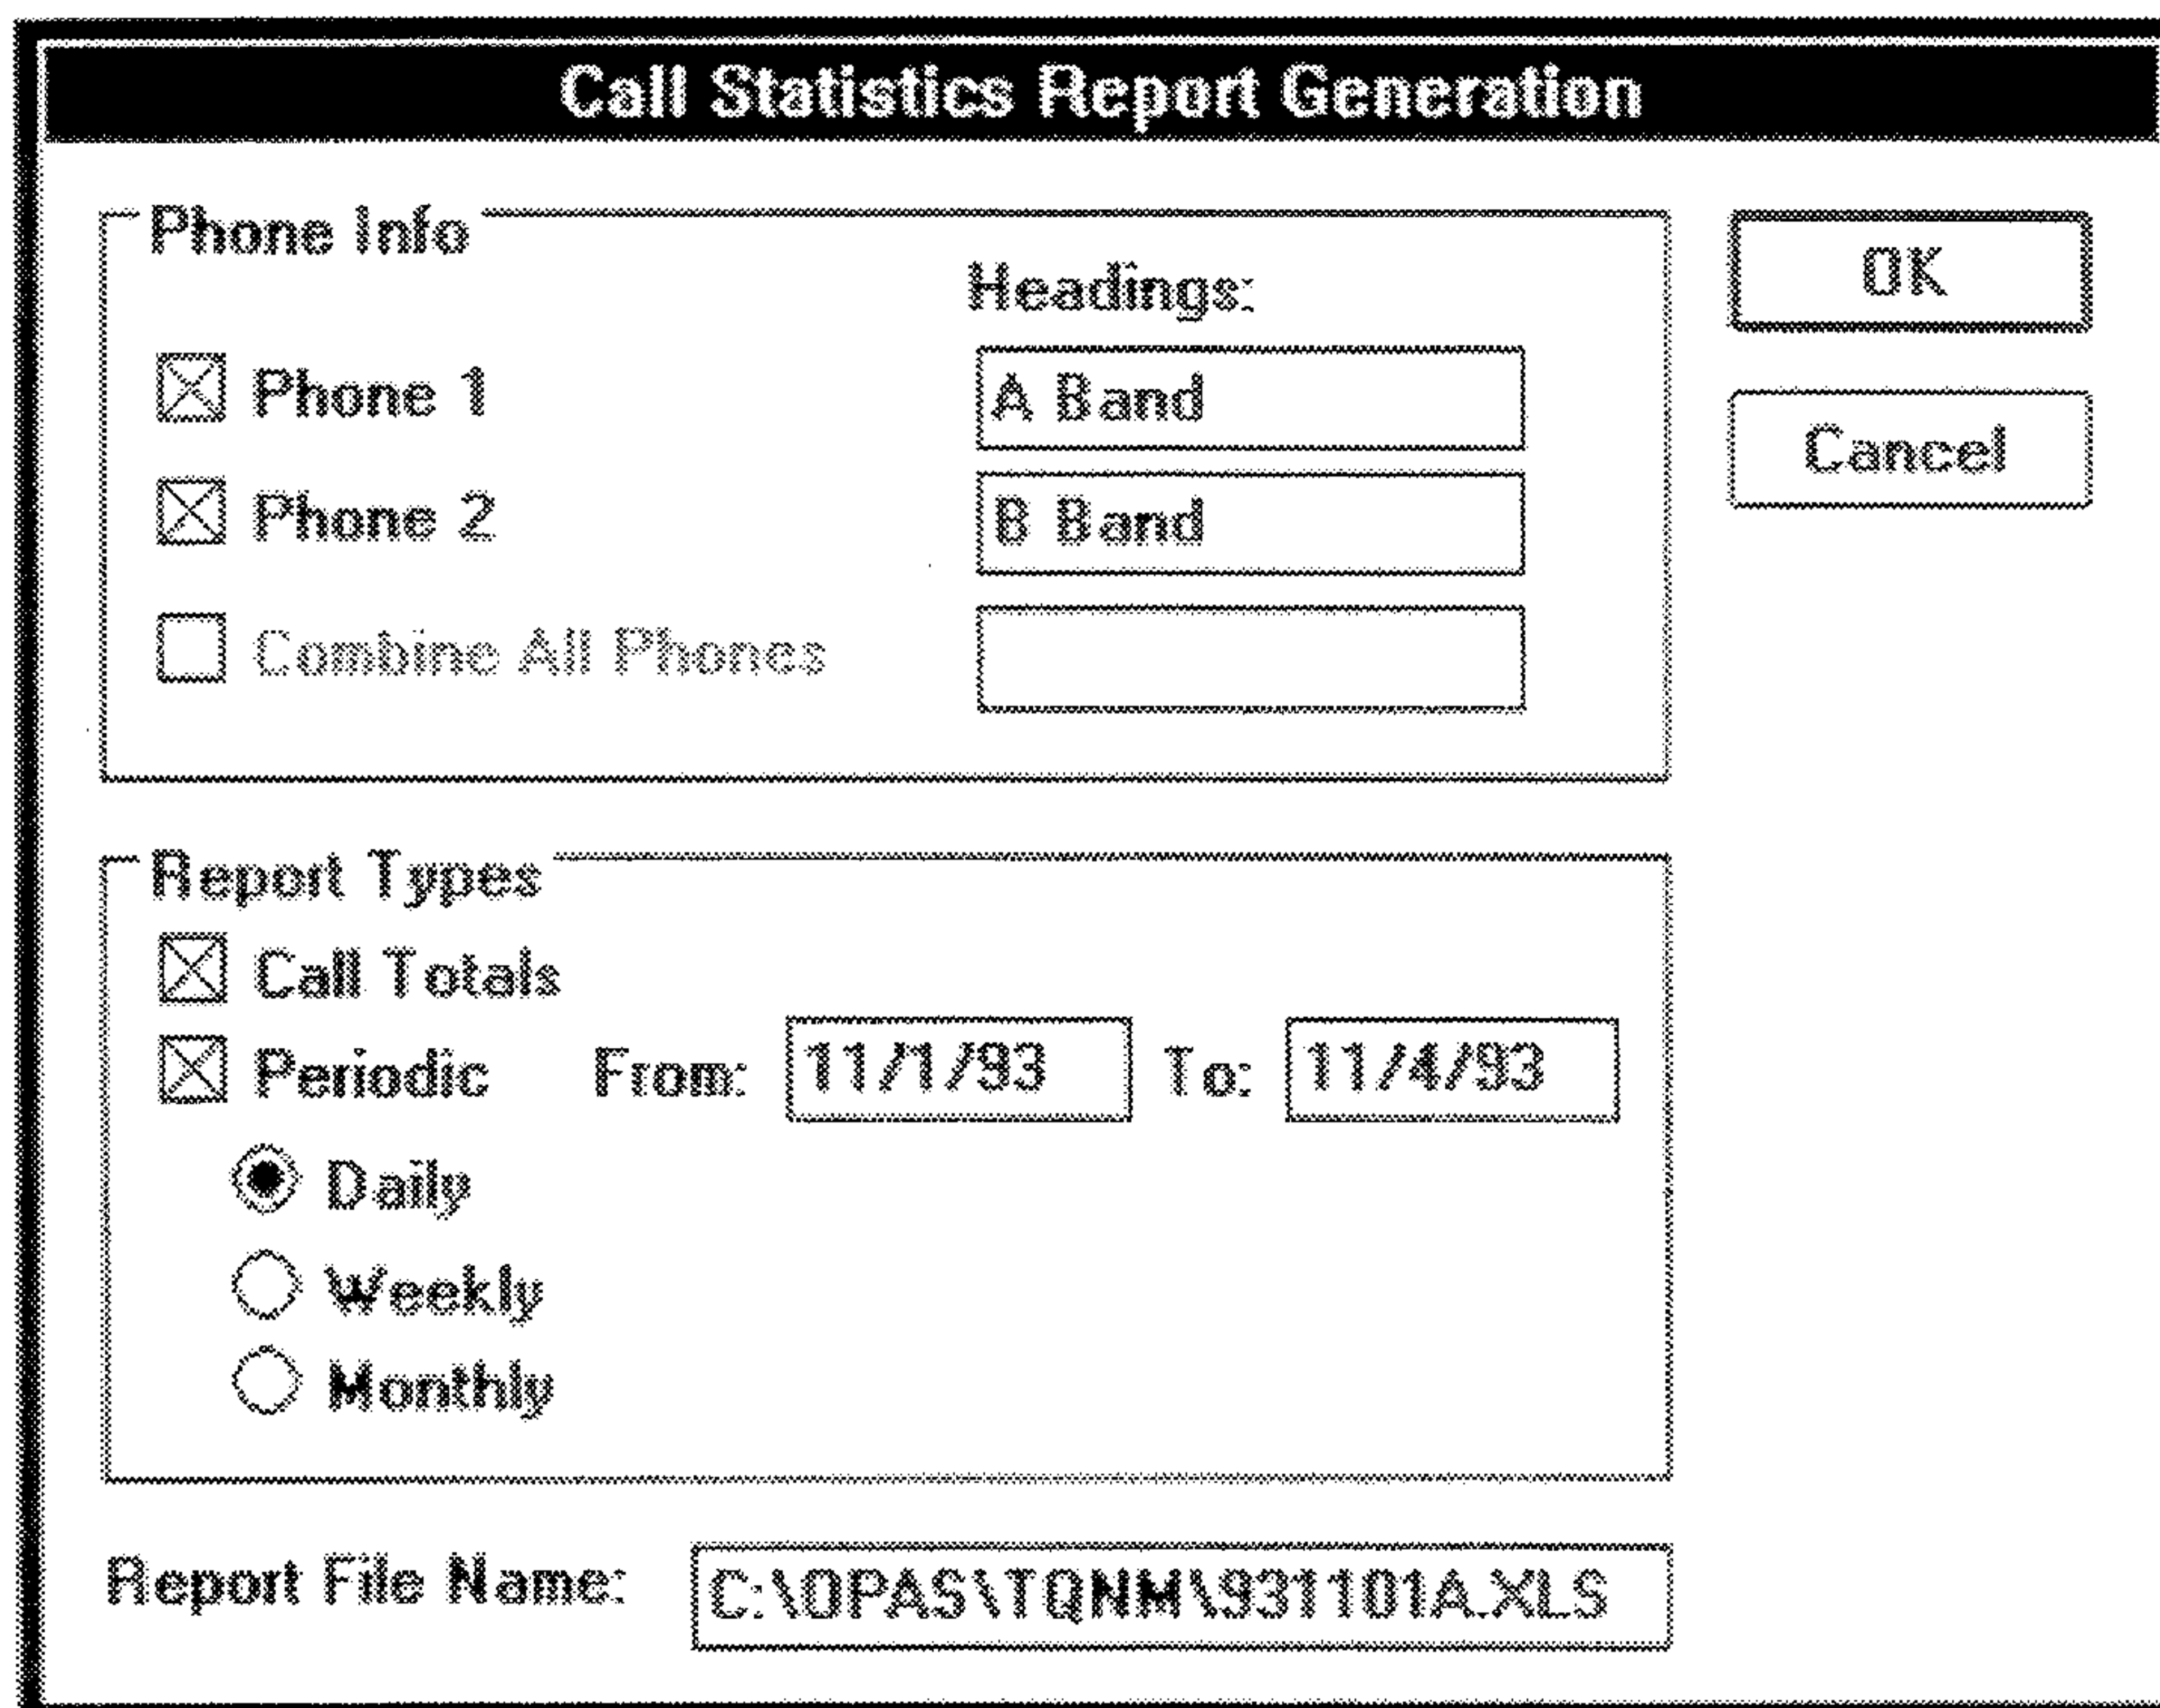 Call Statistics Report Generation
Phone Info
Headings:
OK
Phone 1
A Band
Cancel
Phone 2
B Band
Combine All Phones
Report Types
Call Totals
Periodic From: 11/1/93 To: 11/4/93
Daily
Weekly
Monthly
Report File Name: C:\OPAS\TQNM\931101A.XLS